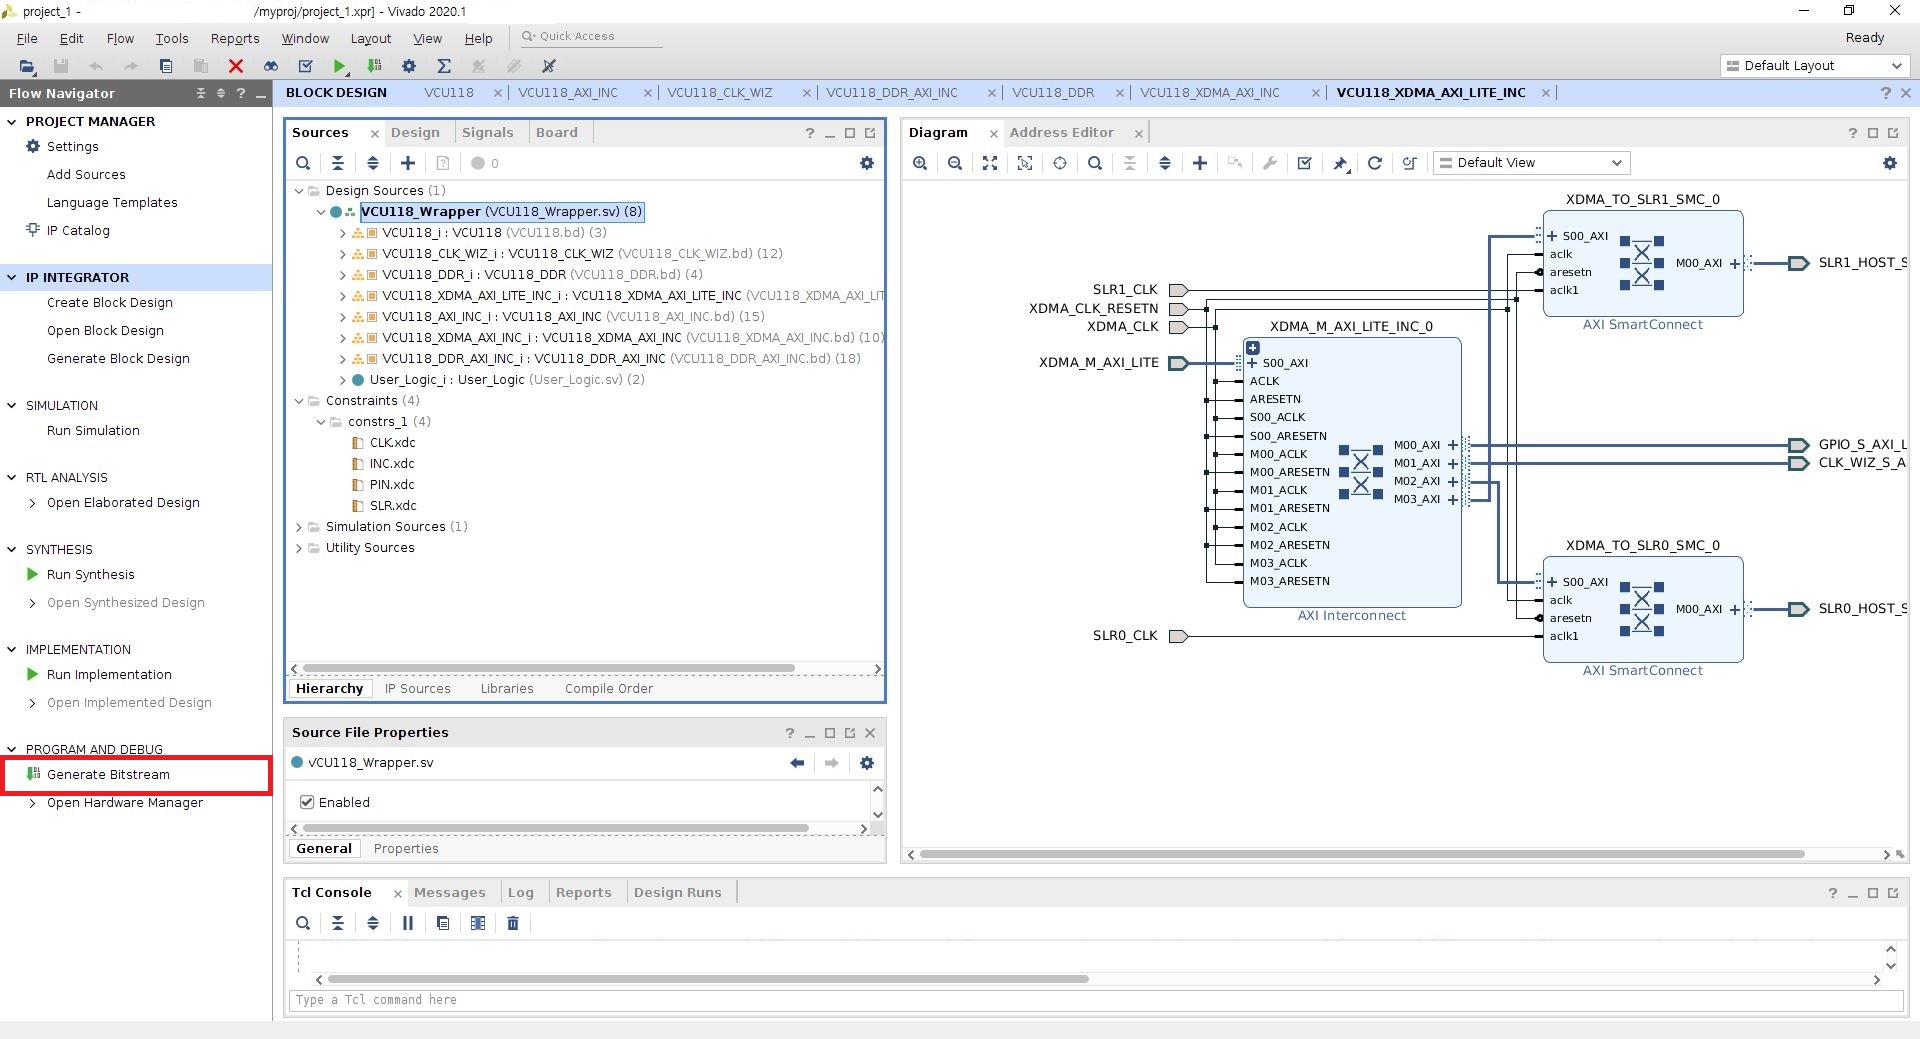 project_1 - /myproj/project_1.xpr] - Vivado 2020.1
File Edit Flow Tools Reports Window Layout View Help Quick Access Ready
Default Layout
Flow Navigator ?
PROJECT MANAGER
Settings
Add Sources
Language Templates
IP Catalog
IP INTEGRATOR
Create Block Design
Open Block Design
Generate Block Design
SIMULATION
Run Simulation
RTL ANALYSIS
Open Elaborated Design
SYNTHESIS
Run Synthesis
Open Synthesized Design
IMPLEMENTATION
Run Implementation
Open Implemented Design
PROGRAM AND DEBUG
Generate Bitstream
Open Hardware Manager
BLOCK DESIGN VCU118 VCU118_AXI_INC VCU118_CLK_WIZ VCU118_DDR_AXI_INC VCU118_DDR VCU118_XDMA_AXI_INC VCU118_XDMA_AXI_LITE_INC ?
Sources Design Signals Board ?
0
Design Sources (1)
VCU118_Wrapper (VCU118_Wrapper.sv) (8)
VCU118_i : VCU118 (VCU118.bd) (3)
VCU118_CLK_WIZ_i : VCU118_CLK_WIZ (VCU118_CLK_WIZ.bd) (12)
VCU118_DDR_i : VCU118_DDR (VCU118_DDR.bd) (4)
VCU118_XDMA_AXI_LITE_INC_i : VCU118_XDMA_AXI_LITE_INC (VCU118_XDMA_AXI_LIT
VCU118_AXI_INC_i : VCU118_AXI_INC (VCU118_AXI_INC.bd) (15)
VCU118_XDMA_AXI_INC_i : VCU118_XDMA_AXI_INC (VCU118_XDMA_AXI_INC.bd) (10)
VCU118_DDR_AXI_INC_i : VCU118_DDR_AXI_INC (VCU118_DDR_AXI_INC.bd) (18)
User_Logic_i : User_Logic (User_Logic.sv) (2)
Constraints (4)
constrs_1 (4)
CLK.xdc
INC.xdc
PIN.xdc
SLR.xdc
Simulation Sources (1)
Utility Sources
Hierarchy IP Sources Libraries Compile Order
Source File Properties ?
VCU118_Wrapper.sv
Enabled
General Properties
Diagram Address Editor ?
Default View
XDMA_TO_SLR1_SMC_0
S00_AXI
aclk
aresetn
aclk1
M00_AXI
AXI SmartConnect
SLR1_HOST_S
SLR1_CLK
XDMA_CLK_RESETN
XDMA_CLK
XDMA_M_AXI_LITE
XDMA_M_AXI_LITE_INC_0
S00_AXI
ACLK
ARESETN
S00_ACLK
S00_ARESETN
M00_ACLK
M00_ARESETN
M01_ACLK
M01_ARESETN
M02_ACLK
M02_ARESETN
M03_ACLK
M03_ARESETN
M00_AXI
M01_AXI
M02_AXI
M03_AXI
AXI Interconnect
GPIO_S_AXI_L
CLK_WIZ_S_A
XDMA_TO_SLR0_SMC_0
S00_AXI
aclk
aresetn
aclk1
M00_AXI
AXI SmartConnect
SLR0_HOST_S
SLR0_CLK
Tcl Console Messages Log Reports Design Runs ?
Type a Tcl command here